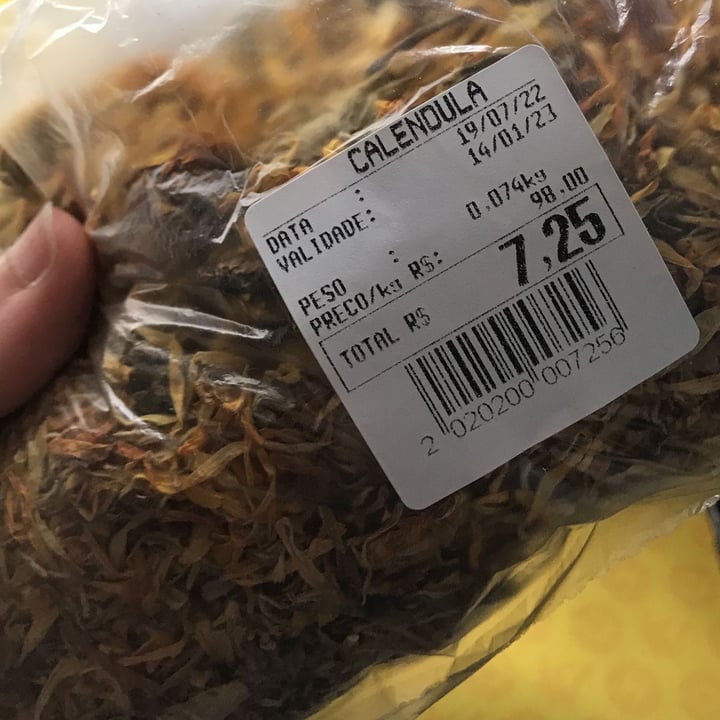 CALENDULA
DATA : 19/07/22
VALIDADE: 14/01/23
PESO : 0.074kg
PRECO/kg R$: 98.00
TOTAL R$ 7,25
2 020200 007256